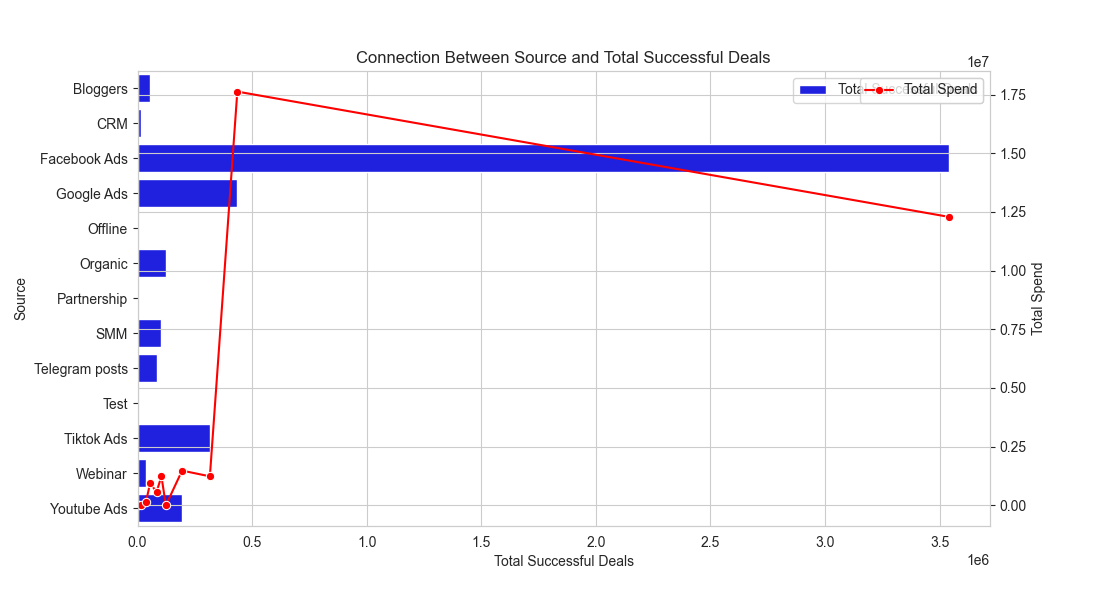 Connection Between Source and Total Successful Deals
1e7
Total Spend
Bloggers
CRM
Facebook Ads
Google Ads
Offline
Organic
Partnership
SMM
Telegram posts
Test
Tiktok Ads
Webinar
Youtube Ads
Source
1.75
1.50
1.25
1.00
0.75
0.50
0.25
0.00
Total Spend
0.0 0.5 1.0 1.5 2.0 2.5 3.0 3.5
1e6
Total Successful Deals